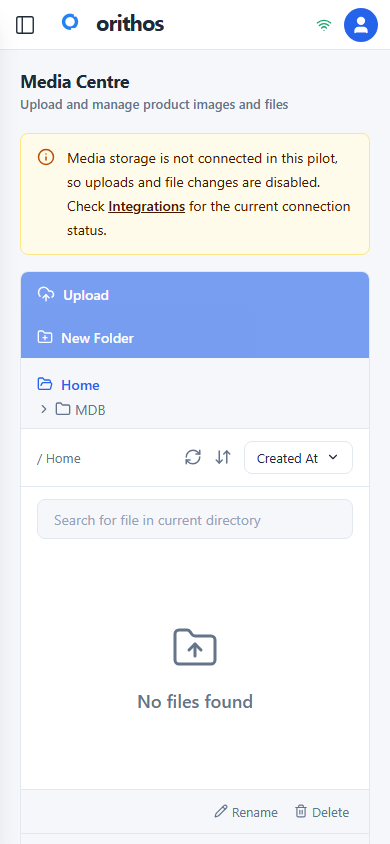 orithos
Media Centre
Upload and manage product images and files
Media storage is not connected in this pilot,
so uploads and file changes are disabled.
Check Integrations for the current connection
status.
Upload
New Folder
Home
MDB
/ Home
Created At
Search for file in current directory
No files found
Rename
Delete